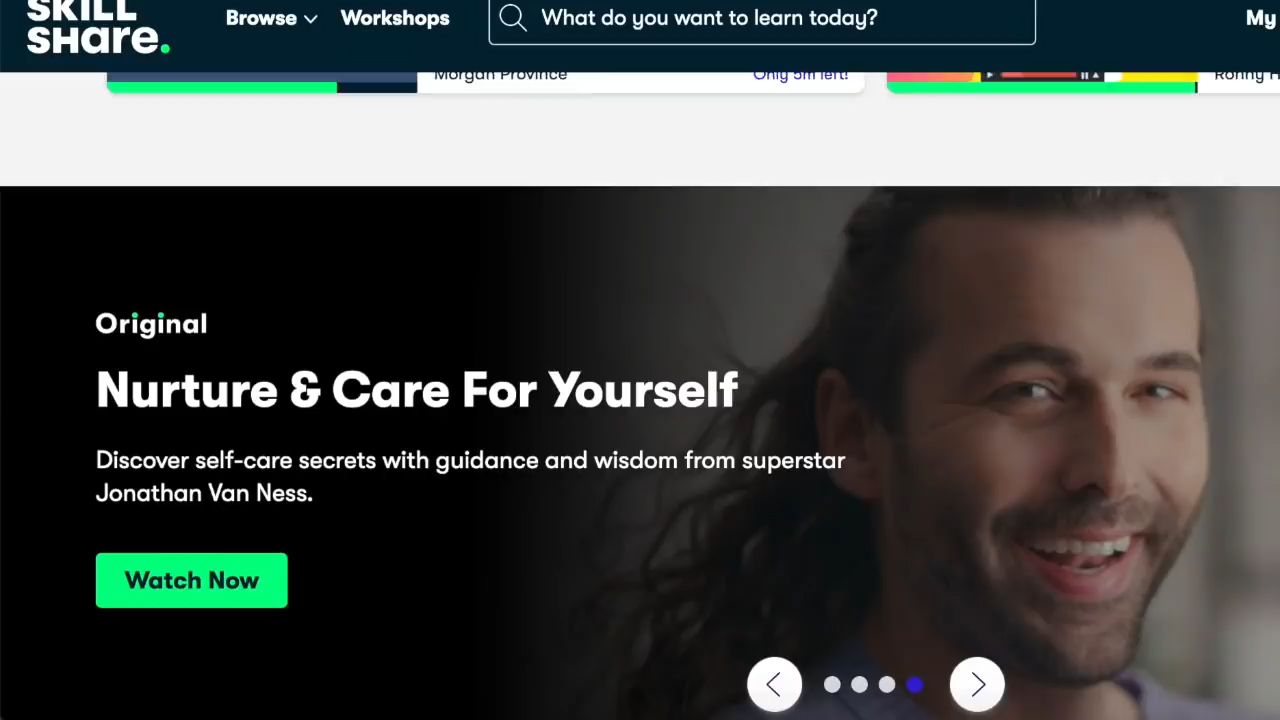 SKILL
SHare.
Browse
Workshops
What do you want to learn today?
My
Morgan Province
Only 5m left!
Ronny H
Original
Nurture & Care For Yourself
Discover self-care secrets with guidance and wisdom from superstar
Jonathan Van Ness.
Watch Now